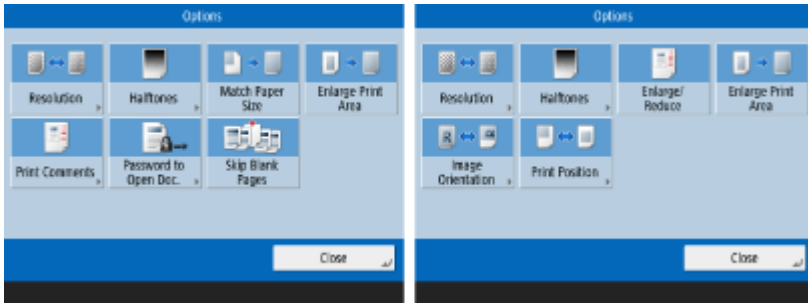 Options
Resolution
Halftones
Match Paper
Size
Enlarge Print
Area
Print Comments
Password to
Open Doc.
Skip Blank
Pages
Close
Options
Resolution
Halftones
Enlarge/
Reduce
Enlarge Print
Area
Image
Orientation
Print Position
Close